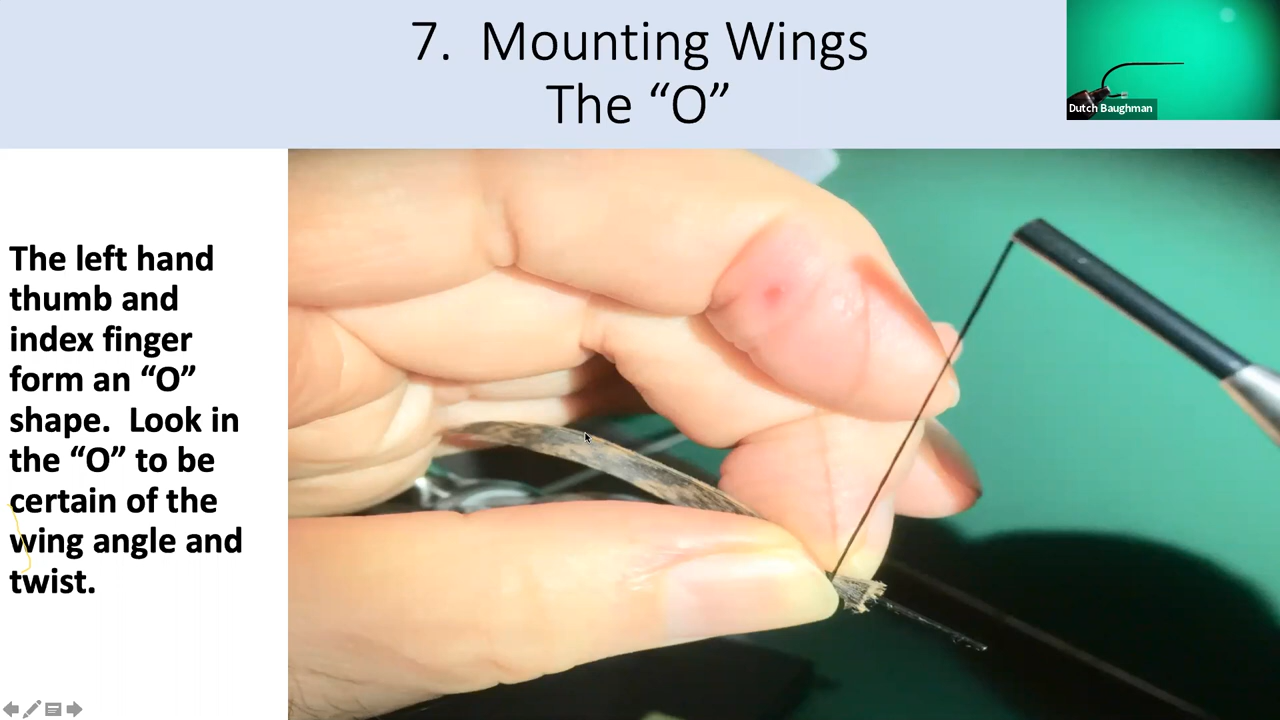 7. Mounting Wings
The “O”
Dutch Baughman
The left hand
thumb and
index finger
form an “O”
shape. Look in
the “O” to be
certain of the
wing angle and
twist.